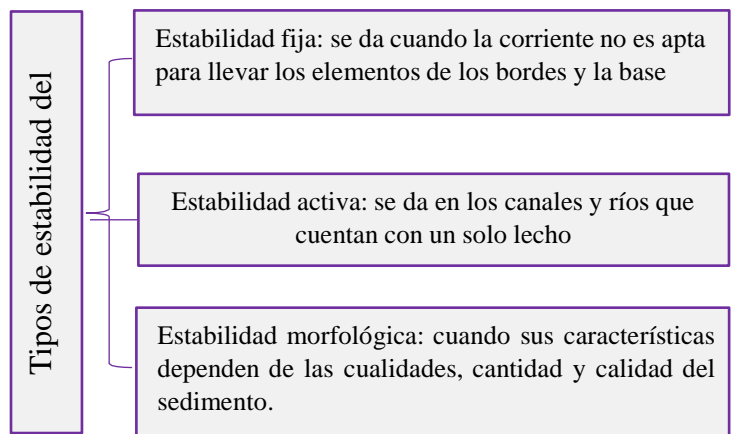 Tipos de estabilidad del
Estabilidad fija: se da cuando la corriente no es apta
para llevar los elementos de los bordes y la base
Estabilidad activa: se da en los canales y ríos que
cuentan con un solo lecho
Estabilidad morfológica: cuando sus características
dependen de las cualidades, cantidad y calidad del
sedimento.